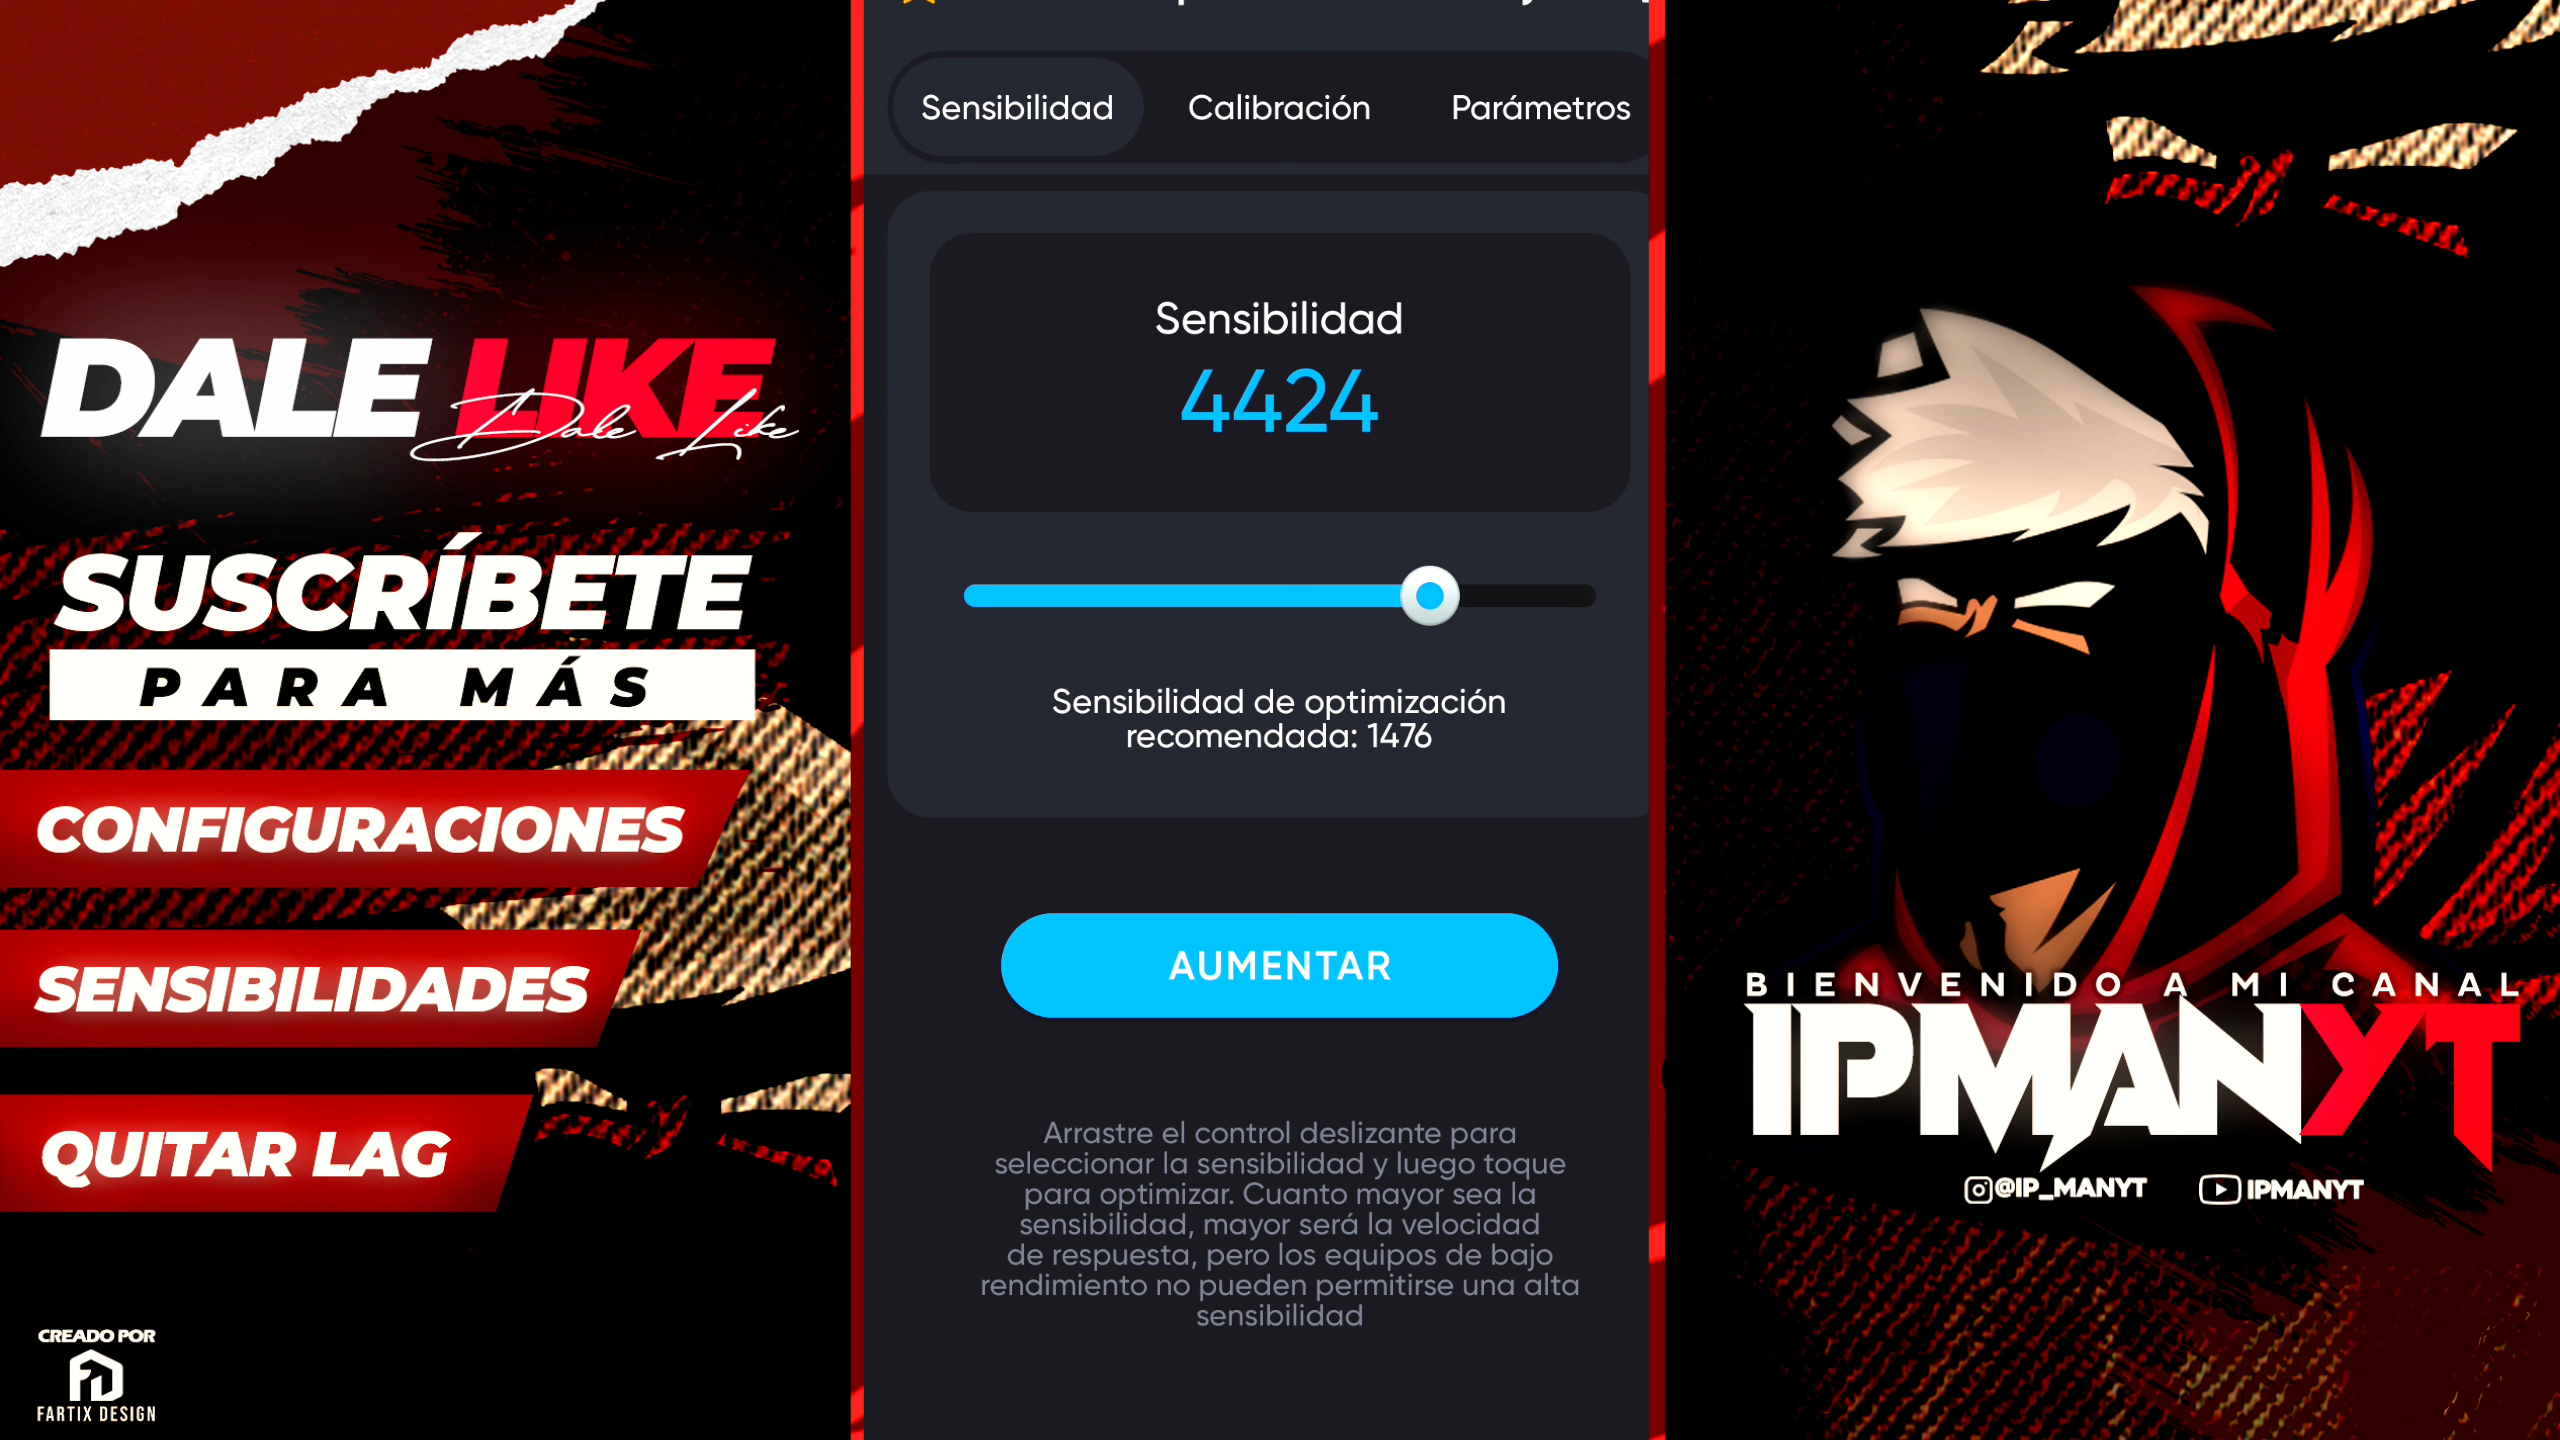 DALE LIKE
Dale Like
SUSCRÍBETE
PARA MÁS
CONFIGURACIONES
SENSIBILIDADES
QUITAR LAG
CREADO POR
FARTIX DESIGN
Sensibilidad Calibración Parámetros
Sensibilidad
4424
Sensibilidad de optimización
recomendada: 1476
AUMENTAR
Arrastre el control deslizante para
seleccionar la sensibilidad y luego toque
para optimizar. Cuanto mayor sea la
sensibilidad, mayor será la velocidad
de respuesta, pero los equipos de bajo
rendimiento no pueden permitirse una alta
sensibilidad
BIENVENIDO A MI CANAL
IPMANYT
@IP_MANYT IPMANYT